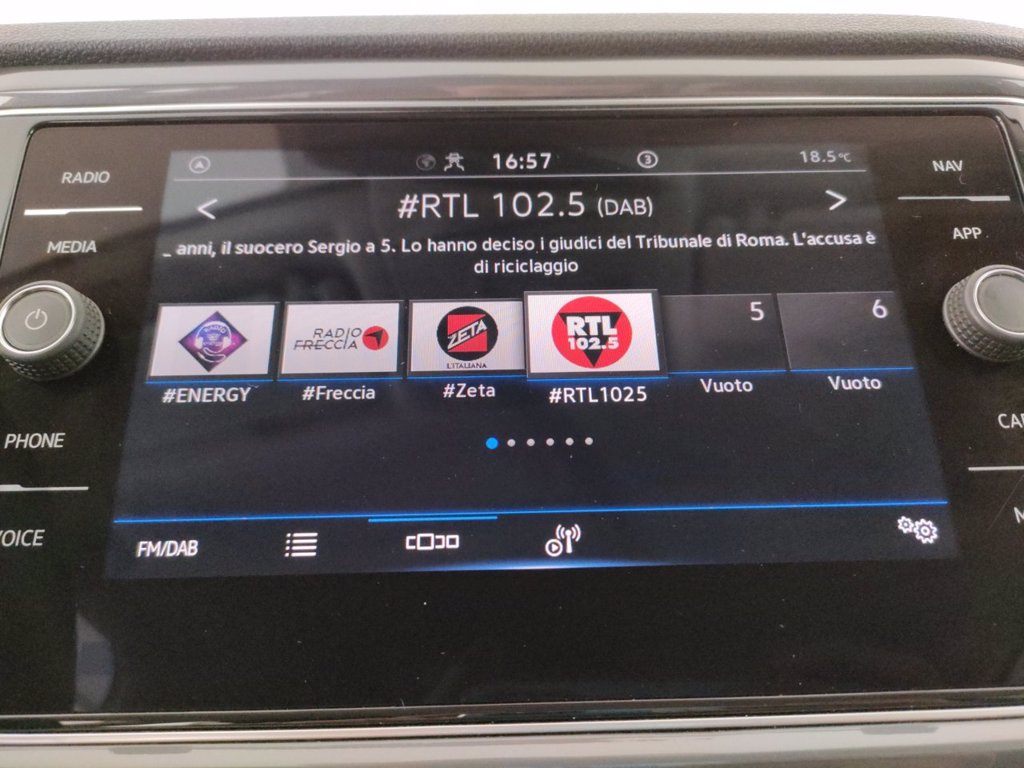 RADIO
MEDIA
PHONE
VOICE
NAV
APP
16:57
3
18.5°C
< #RTL 102.5 (DAB) >
_ anni, il suocero Sergio a 5. Lo hanno deciso i giudici del Tribunale di Roma. L'accusa è
di riciclaggio
RADIO
FRECCIA
ZETA
L'ITALIANA
RTL
102.5
5
6
#ENERGY
#Freccia
#Zeta
#RTL1025
Vuoto
Vuoto
FM/DAB